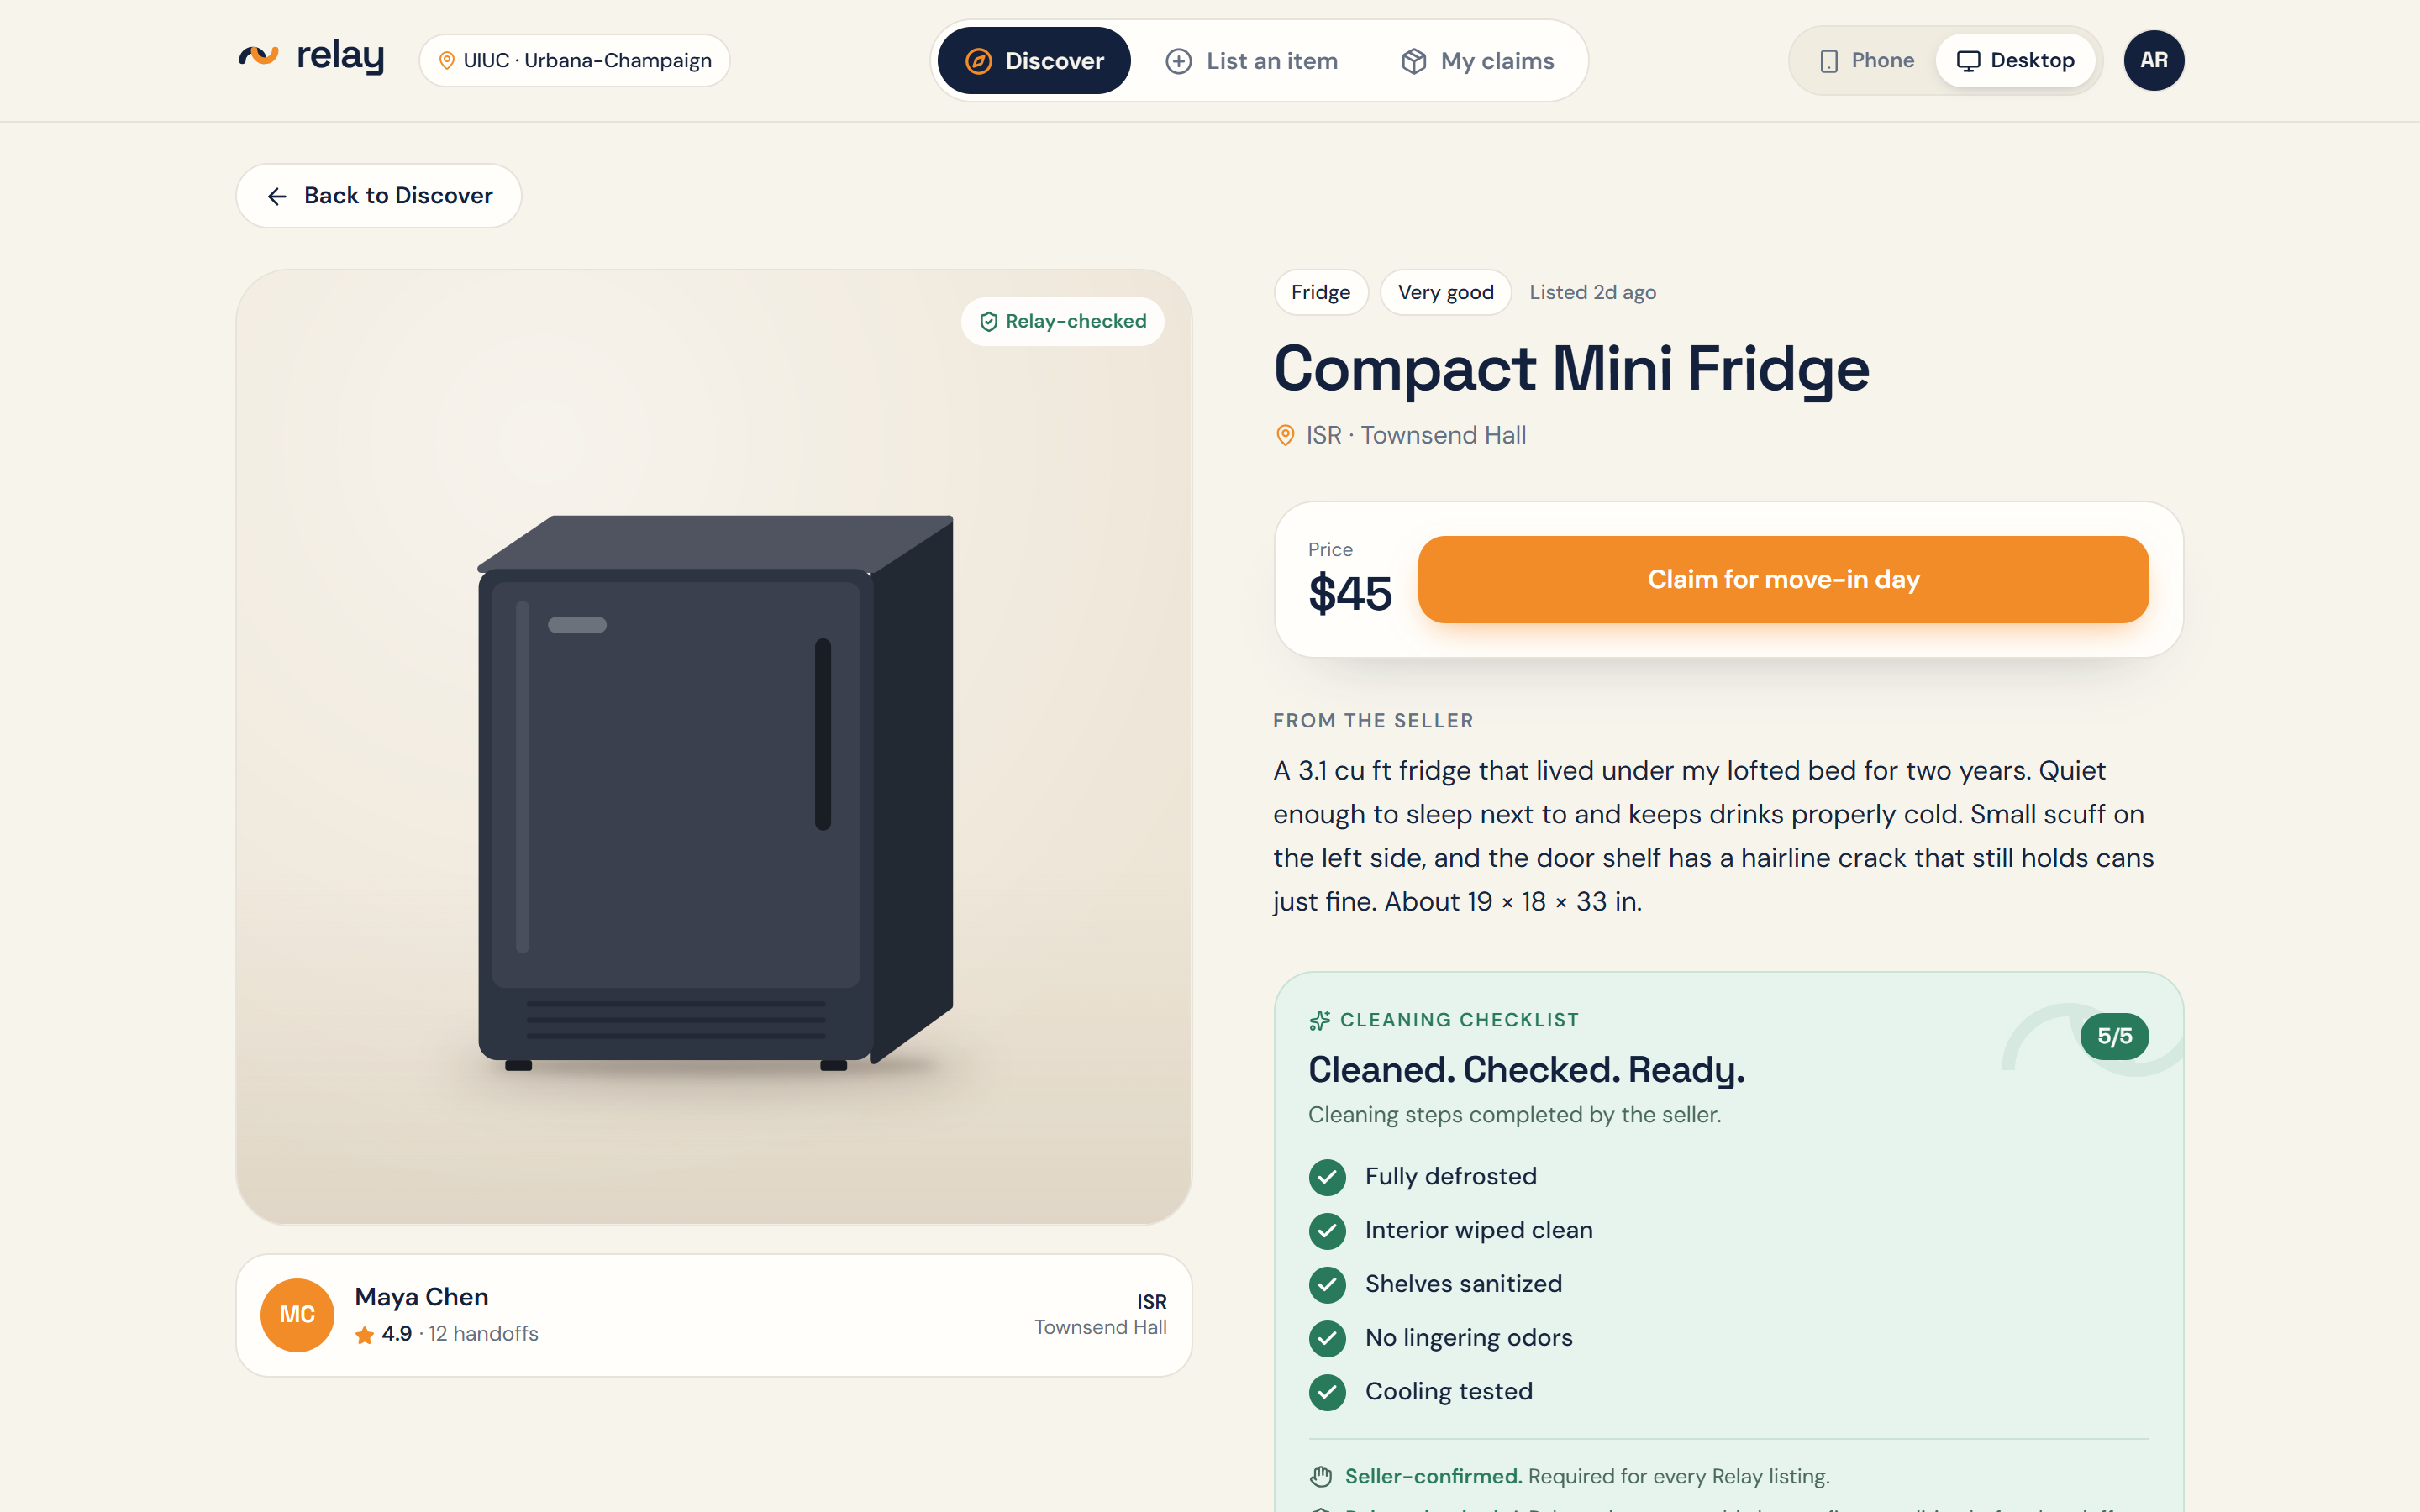 relay
UIUC · Urbana-Champaign
Discover
List an item
My claims
Phone
Desktop
AR
Back to Discover
Relay-checked
MC
Maya Chen
4.9 · 12 handoffs
ISR
Townsend Hall
Fridge
Very good
Listed 2d ago
Compact Mini Fridge
ISR · Townsend Hall
Price
$45
Claim for move-in day
FROM THE SELLER
A 3.1 cu ft fridge that lived under my lofted bed for two years. Quiet
enough to sleep next to and keeps drinks properly cold. Small scuff on
the left side, and the door shelf has a hairline crack that still holds cans
just fine. About 19 × 18 × 33 in.
CLEANING CHECKLIST
5/5
Cleaned. Checked. Ready.
Cleaning steps completed by the seller.
Fully defrosted
Interior wiped clean
Shelves sanitized
No lingering odors
Cooling tested
Seller-confirmed. Required for every Relay listing.